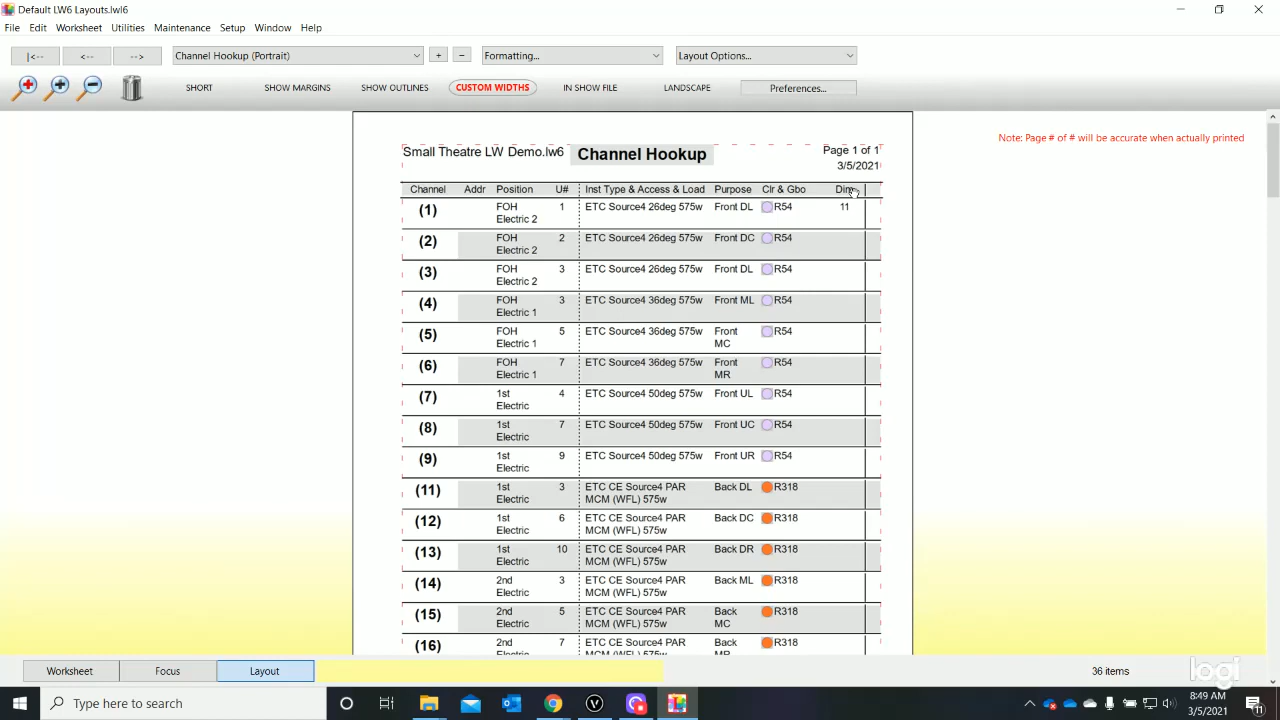 Default LW6 Layouts.lwl6
File Edit Worksheet Utilities Maintenance Setup Window Help
|<-- <-- --> Channel Hookup (Portrait) + – Formatting... Layout Options...
SHORT SHOW MARGINS SHOW OUTLINES CUSTOM WIDTHS IN SHOW FILE LANDSCAPE Preferences...
Note: Page # of # will be accurate when actually printed
Small Theatre LW Demo.lw6 Channel Hookup Page 1 of 1
3/5/2021
Channel Addr Position U# Inst Type & Access & Load Purpose Clr & Gbo Dim
(1) FOH 1 ETC Source4 26deg 575w Front DL R54 11
Electric 2
(2) FOH 2 ETC Source4 26deg 575w Front DC R54
Electric 2
(3) FOH 3 ETC Source4 26deg 575w Front DL R54
Electric 2
(4) FOH 3 ETC Source4 36deg 575w Front ML R54
Electric 1
(5) FOH 5 ETC Source4 36deg 575w Front R54
Electric 1 MC
(6) FOH 7 ETC Source4 36deg 575w Front R54
Electric 1 MR
(7) 1st 4 ETC Source4 50deg 575w Front UL R54
Electric
(8) 1st 7 ETC Source4 50deg 575w Front UC R54
Electric
(9) 1st 9 ETC Source4 50deg 575w Front UR R54
Electric
(11) 1st 3 ETC CE Source4 PAR Back DL R318
Electric MCM (WFL) 575w
(12) 1st 6 ETC CE Source4 PAR Back DC R318
Electric MCM (WFL) 575w
(13) 1st 10 ETC CE Source4 PAR Back DR R318
Electric MCM (WFL) 575w
(14) 2nd 3 ETC CE Source4 PAR Back ML R318
Electric MCM (WFL) 575w
(15) 2nd 5 ETC CE Source4 PAR Back R318
Electric MCM (WFL) 575w MC
(16) 2nd 7 ETC CE Source4 PAR Back R318
Electric MCM (WFL) 575w MR
Worksheet Focus Layout 36 items
logi
Type here to search
8:49 AM
3/5/2021
11